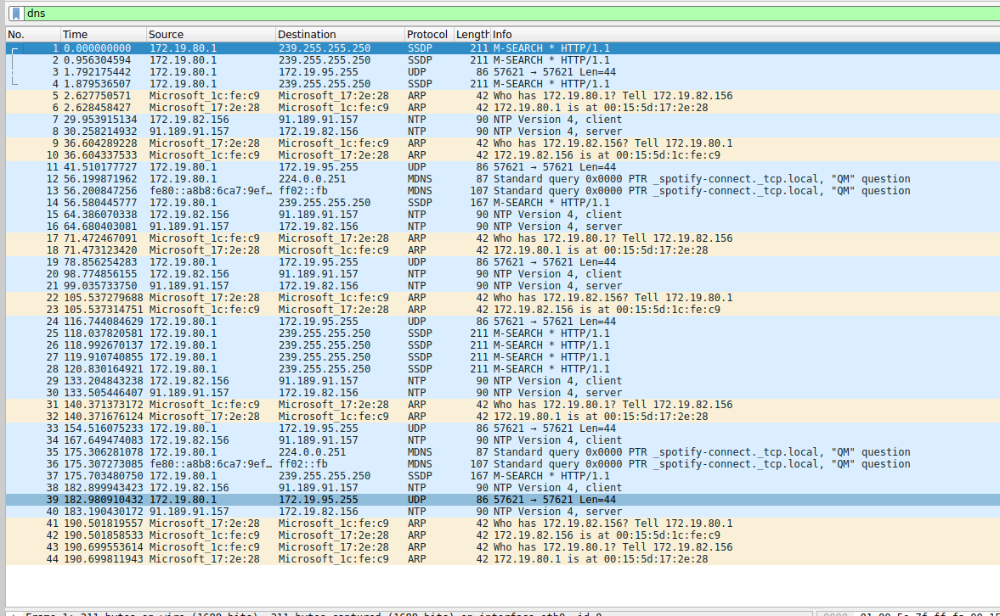 dns
No. Time Source Destination Protocol Length Info
1 0.000000000 172.19.80.1 239.255.255.250 SSDP 211 M-SEARCH * HTTP/1.1
2 0.956304594 172.19.80.1 239.255.255.250 SSDP 211 M-SEARCH * HTTP/1.1
3 1.792175442 172.19.80.1 172.19.95.255 UDP 86 57621 → 57621 Len=44
4 1.879536507 172.19.80.1 239.255.255.250 SSDP 211 M-SEARCH * HTTP/1.1
5 2.627750571 Microsoft_1c:fe:c9 Microsoft_17:2e:28 ARP 42 Who has 172.19.80.1? Tell 172.19.82.156
6 2.628458427 Microsoft_17:2e:28 Microsoft_1c:fe:c9 ARP 42 172.19.80.1 is at 00:15:5d:17:2e:28
7 29.953915134 172.19.82.156 91.189.91.157 NTP 90 NTP Version 4, client
8 30.258214932 91.189.91.157 172.19.82.156 NTP 90 NTP Version 4, server
9 36.604289228 Microsoft_17:2e:28 Microsoft_1c:fe:c9 ARP 42 Who has 172.19.82.156? Tell 172.19.80.1
10 36.604337533 Microsoft_1c:fe:c9 Microsoft_17:2e:28 ARP 42 172.19.82.156 is at 00:15:5d:1c:fe:c9
11 41.510177727 172.19.80.1 172.19.95.255 UDP 86 57621 → 57621 Len=44
12 56.199871962 172.19.80.1 224.0.0.251 MDNS 87 Standard query 0x0000 PTR _spotify-connect._tcp.local, "QM" question
13 56.200847256 fe80::a8b8:6ca7:9ef… ff02::fb MDNS 107 Standard query 0x0000 PTR _spotify-connect._tcp.local, "QM" question
14 56.580445777 172.19.80.1 239.255.255.250 SSDP 167 M-SEARCH * HTTP/1.1
15 64.386070338 172.19.82.156 91.189.91.157 NTP 90 NTP Version 4, client
16 64.680403081 91.189.91.157 172.19.82.156 NTP 90 NTP Version 4, server
17 71.472467091 Microsoft_1c:fe:c9 Microsoft_17:2e:28 ARP 42 Who has 172.19.80.1? Tell 172.19.82.156
18 71.473123420 Microsoft_17:2e:28 Microsoft_1c:fe:c9 ARP 42 172.19.80.1 is at 00:15:5d:17:2e:28
19 78.856254283 172.19.80.1 172.19.95.255 UDP 86 57621 → 57621 Len=44
20 98.774856155 172.19.82.156 91.189.91.157 NTP 90 NTP Version 4, client
21 99.035733750 91.189.91.157 172.19.82.156 NTP 90 NTP Version 4, server
22 105.537279688 Microsoft_17:2e:28 Microsoft_1c:fe:c9 ARP 42 Who has 172.19.82.156? Tell 172.19.80.1
23 105.537314751 Microsoft_1c:fe:c9 Microsoft_17:2e:28 ARP 42 172.19.82.156 is at 00:15:5d:1c:fe:c9
24 116.744084629 172.19.80.1 172.19.95.255 UDP 86 57621 → 57621 Len=44
25 118.037820581 172.19.80.1 239.255.255.250 SSDP 211 M-SEARCH * HTTP/1.1
26 118.992670137 172.19.80.1 239.255.255.250 SSDP 211 M-SEARCH * HTTP/1.1
27 119.910740855 172.19.80.1 239.255.255.250 SSDP 211 M-SEARCH * HTTP/1.1
28 120.830164921 172.19.80.1 239.255.255.250 SSDP 211 M-SEARCH * HTTP/1.1
29 133.204843238 172.19.82.156 91.189.91.157 NTP 90 NTP Version 4, client
30 133.505446407 91.189.91.157 172.19.82.156 NTP 90 NTP Version 4, server
31 140.371373172 Microsoft_1c:fe:c9 Microsoft_17:2e:28 ARP 42 Who has 172.19.80.1? Tell 172.19.82.156
32 140.371676124 Microsoft_17:2e:28 Microsoft_1c:fe:c9 ARP 42 172.19.80.1 is at 00:15:5d:17:2e:28
33 154.516075233 172.19.80.1 172.19.95.255 UDP 86 57621 → 57621 Len=44
34 167.649474083 172.19.82.156 91.189.91.157 NTP 90 NTP Version 4, client
35 175.306281078 172.19.80.1 224.0.0.251 MDNS 87 Standard query 0x0000 PTR _spotify-connect._tcp.local, "QM" question
36 175.307273085 fe80::a8b8:6ca7:9ef… ff02::fb MDNS 107 Standard query 0x0000 PTR _spotify-connect._tcp.local, "QM" question
37 175.703480750 172.19.80.1 239.255.255.250 SSDP 167 M-SEARCH * HTTP/1.1
38 182.899943423 172.19.82.156 91.189.91.157 NTP 90 NTP Version 4, client
39 182.980910432 172.19.80.1 172.19.95.255 UDP 86 57621 → 57621 Len=44
40 183.190430172 91.189.91.157 172.19.82.156 NTP 90 NTP Version 4, server
41 190.501819557 Microsoft_17:2e:28 Microsoft_1c:fe:c9 ARP 42 Who has 172.19.82.156? Tell 172.19.80.1
42 190.501858533 Microsoft_1c:fe:c9 Microsoft_17:2e:28 ARP 42 172.19.82.156 is at 00:15:5d:1c:fe:c9
43 190.699553614 Microsoft_1c:fe:c9 Microsoft_17:2e:28 ARP 42 Who has 172.19.80.1? Tell 172.19.82.156
44 190.699811943 Microsoft_17:2e:28 Microsoft_1c:fe:c9 ARP 42 172.19.80.1 is at 00:15:5d:17:2e:28
Frame 1: 211 bytes on wire (1688 bits), 211 bytes captured (1688 bits) on interface eth0, id 0